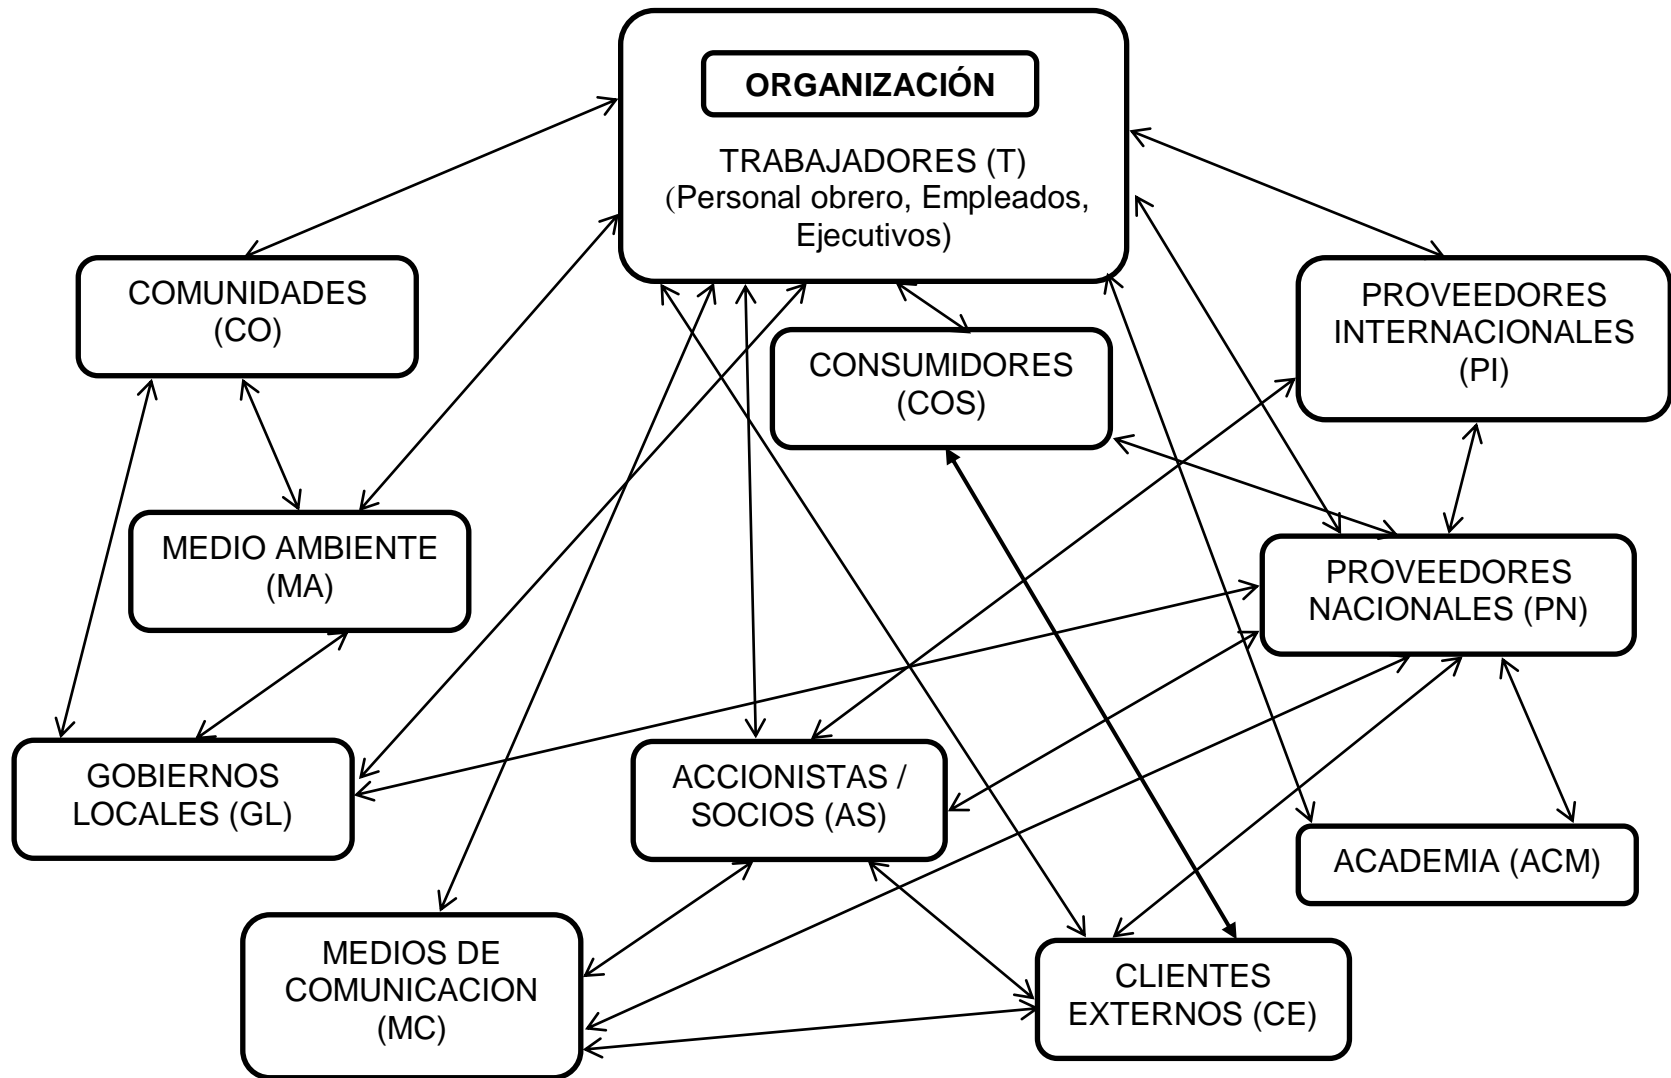 ORGANIZACIÓN
TRABAJADORES (T)
(Personal obrero, Empleados,
Ejecutivos)
COMUNIDADES
(CO)
PROVEEDORES
INTERNACIONALES
(PI)
CONSUMIDORES
(COS)
MEDIO AMBIENTE
(MA)
PROVEEDORES
NACIONALES (PN)
GOBIERNOS
LOCALES (GL)
ACCIONISTAS /
SOCIOS (AS)
ACADEMIA (ACM)
MEDIOS DE
COMUNICACION
(MC)
CLIENTES
EXTERNOS (CE)